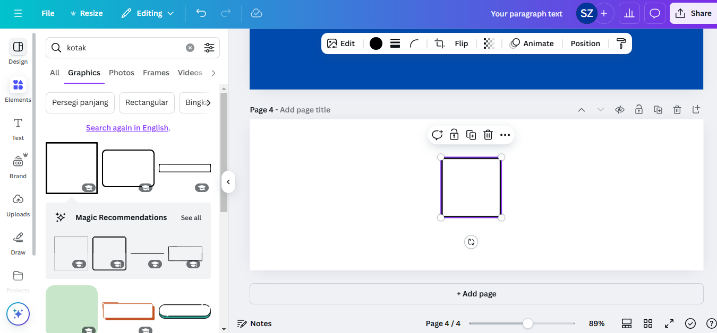 File Resize Editing Your paragraph text SZ + Share
Design
Elements
Text
Brand
Uploads
Draw
Projects
kotak
All Graphics Photos Frames Videos
Persegi panjang Rectangular Bingk
Search again in English.
Magic Recommendations See all
Edit Flip Animate Position
Page 4 - Add page title
+ Add page
Notes Page 4 / 4 89%